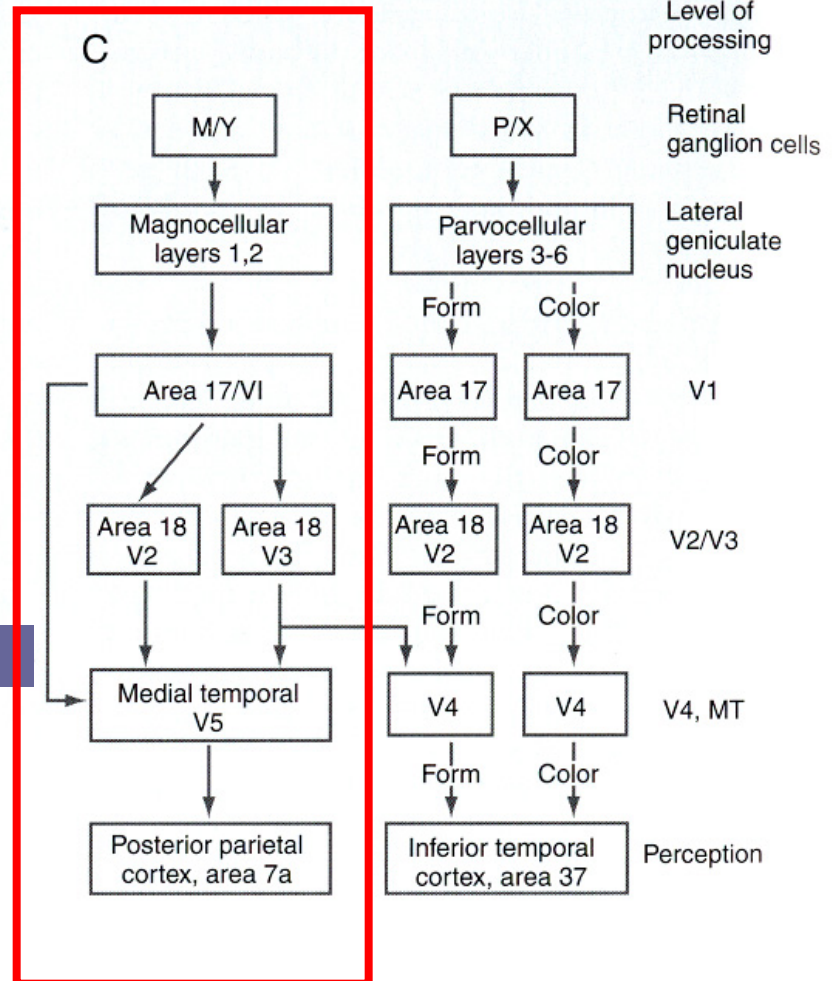 C
Level of
processing
M/Y
P/X
Retinal
ganglion cells
Magnocellular
layers 1,2
Parvocellular
layers 3-6
Lateral
geniculate
nucleus
Form
Color
Area 17/VI
Area 17
Area 17
V1
Form
Color
Area 18
V2
Area 18
V3
Area 18
V2
Area 18
V2
V2/V3
Form
Color
Medial temporal
V5
V4
V4
V4, MT
Form
Color
Posterior parietal
cortex, area 7a
Inferior temporal
cortex, area 37
Perception